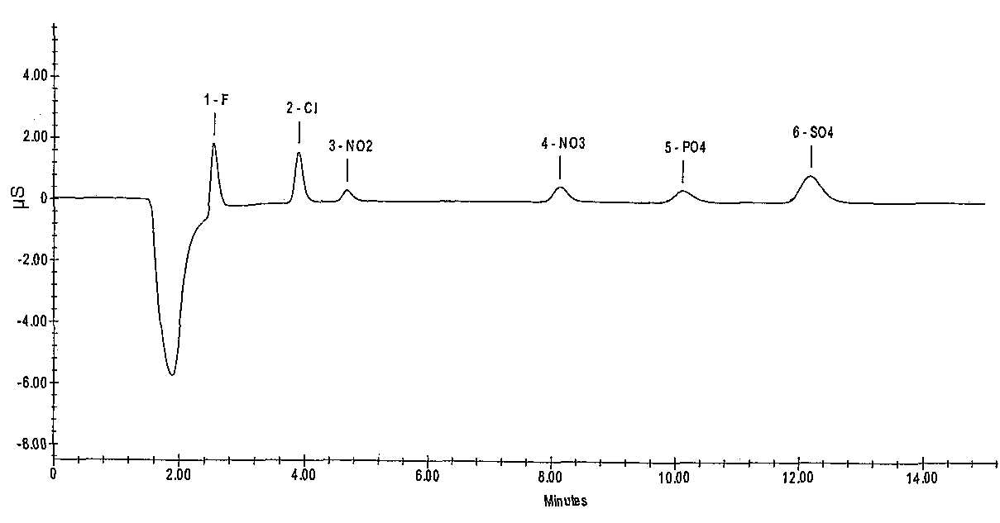 4.00
2.00
0
-2.00
-4.00
-6.00
-8.00
µS
1-F
2-Cl
3-NO2
4-NO3
5-PO4
6-SO4
0 2.00 4.00 6.00 8.00 10.00 12.00 14.00
Minutes